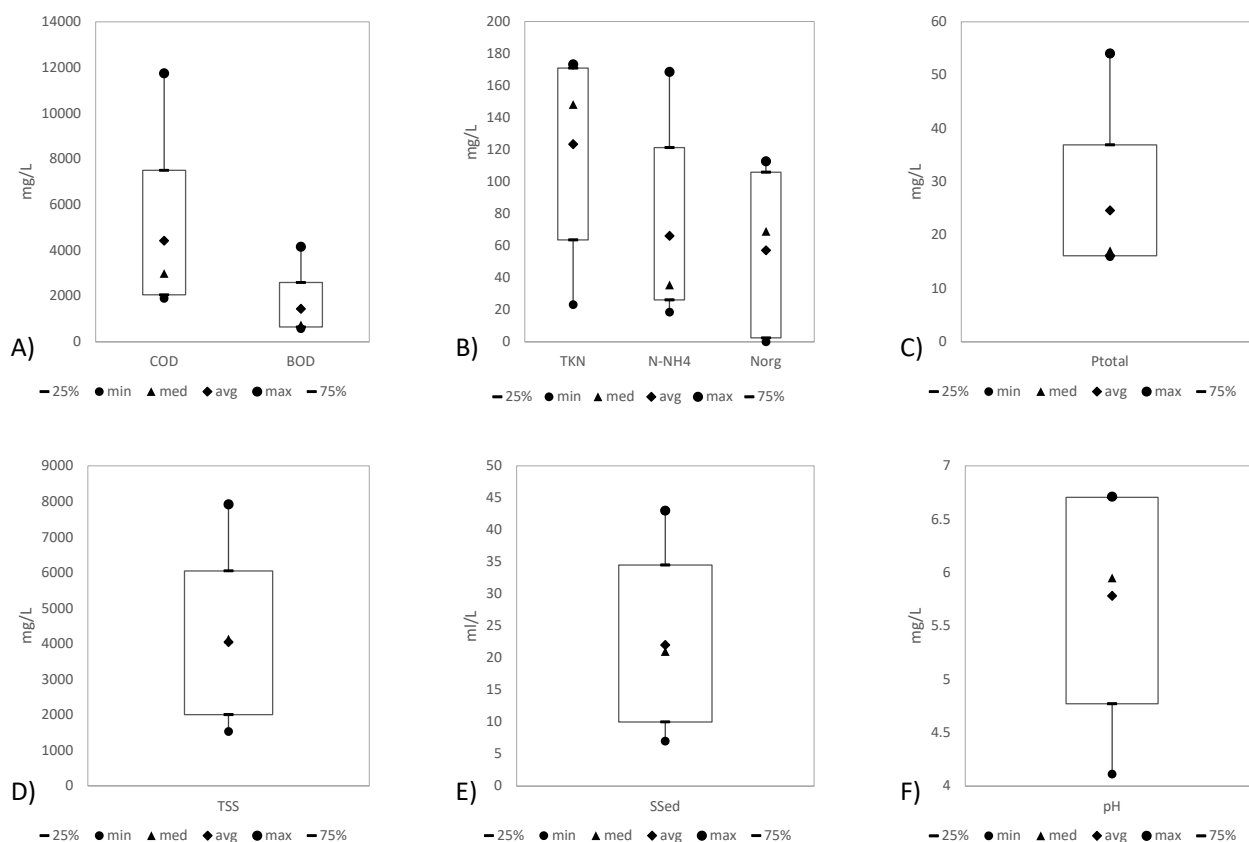 14000
12000
10000
8000
6000
4000
2000
0
mg/L
COD BOD
A)
25% min med avg max 75%
200
180
160
140
120
100
80
60
40
20
0
mg/L
TKN N-NH4 Norg
B)
25% min med avg max 75%
60
50
40
30
20
10
0
mg/L
Ptotal
C)
25% min med avg max 75%
9000
8000
7000
6000
5000
4000
3000
2000
1000
0
mg/L
TSS
D)
25% min med avg max 75%
50
45
40
35
30
25
20
15
10
5
0
ml/L
SSed
E)
25% min med avg max 75%
7
6.5
6
5.5
5
4.5
4
mg/L
pH
F)
25% min med avg max 75%